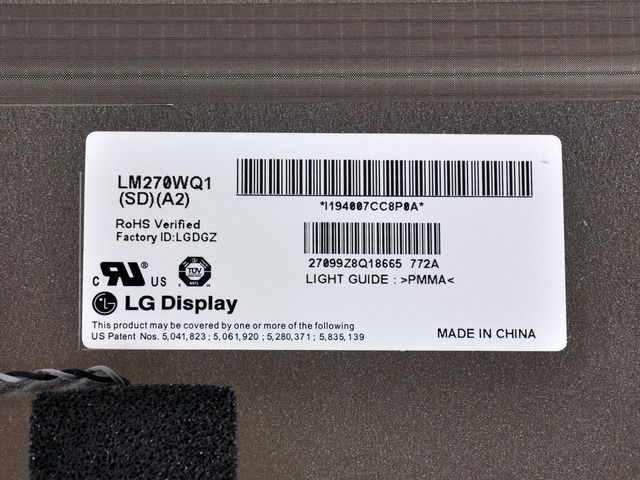 LM270WQ1
(SD)(A2)
*I194007CC8P0A*
RoHS Verified
Factory ID:LGDGZ
27099Z8Q18665 772A
LIGHT GUIDE : >PMMA<
c RU US
TÜV
LG Display
This product may be covered by one or more of the following
US Patent Nos. 5,041,823 ; 5,061,920 ; 5,280,371 ; 5,835,139
MADE IN CHINA